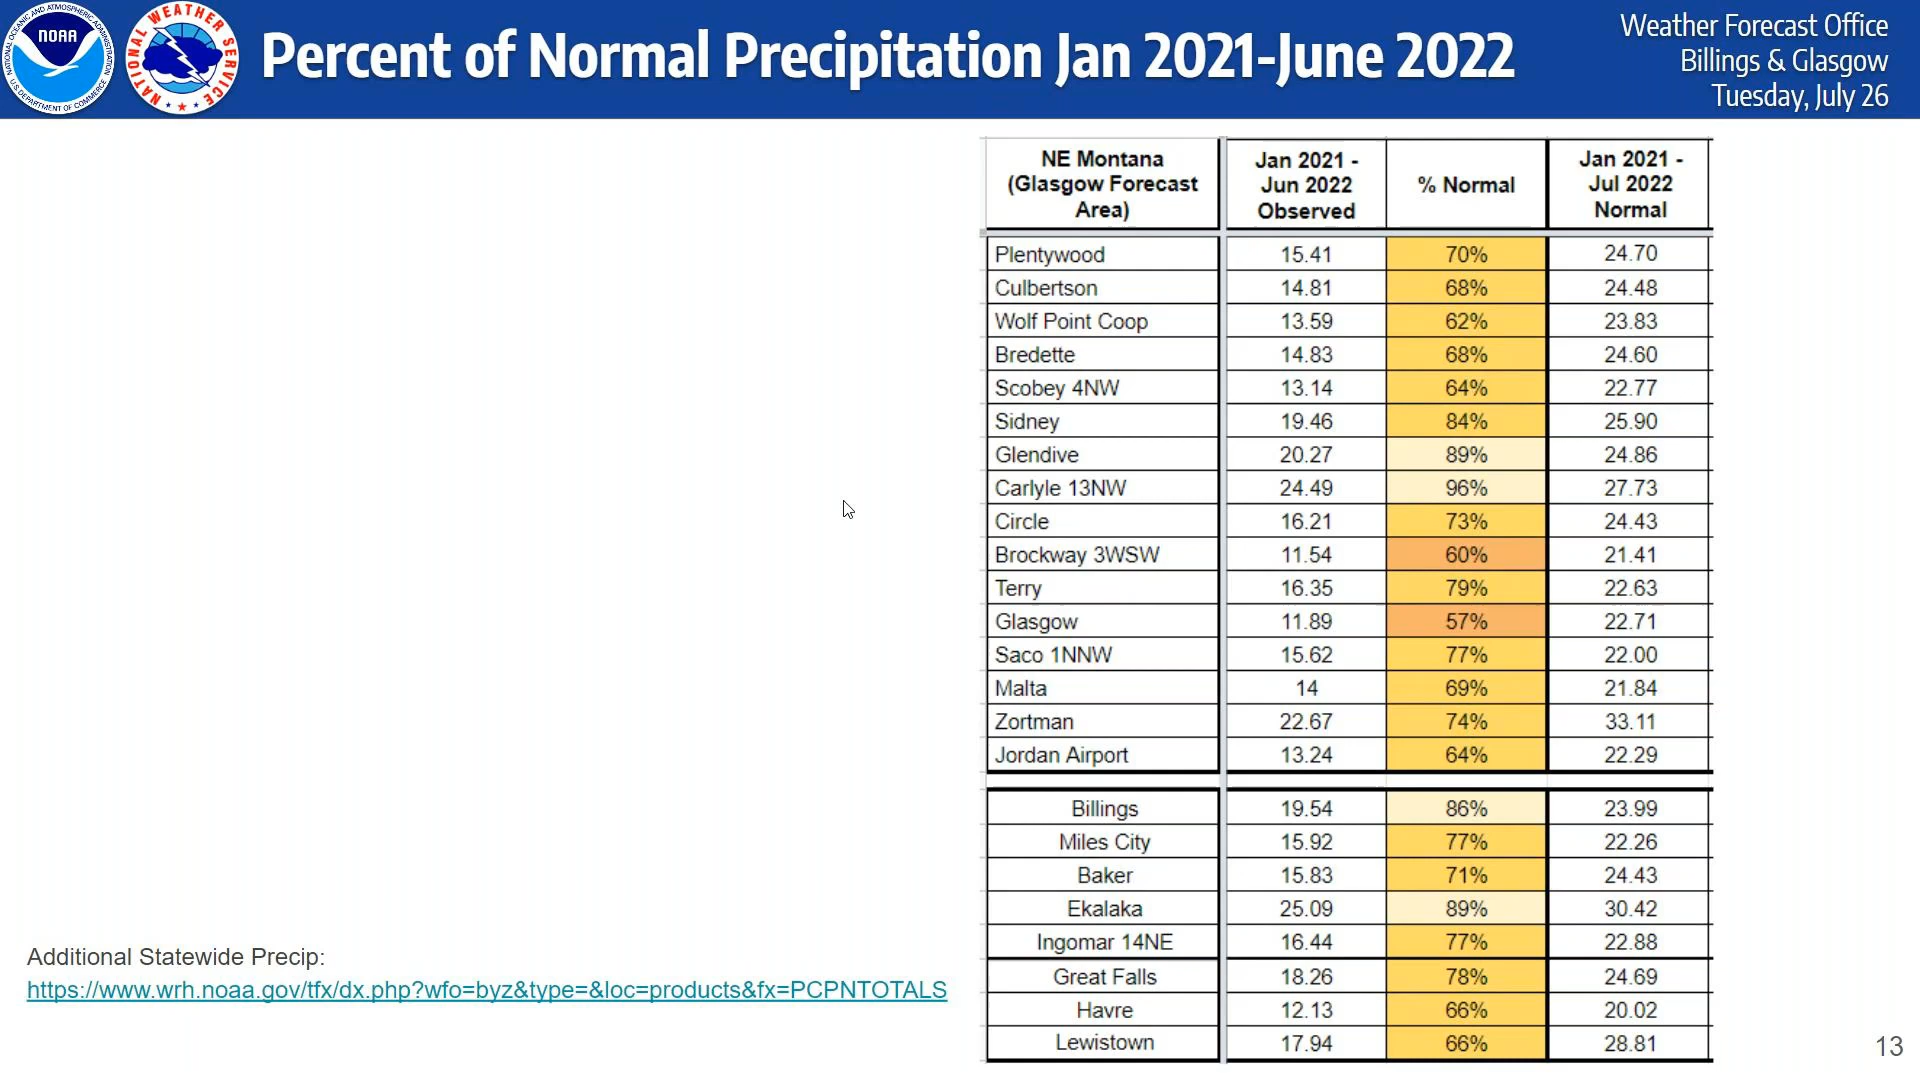 NATIONAL OCEANIC AND ATMOSPHERIC ADMINISTRATION
NOAA
U.S. DEPARTMENT OF COMMERCE
NATIONAL WEATHER SERVICE
Percent of Normal Precipitation Jan 2021-June 2022
Weather Forecast Office
Billings & Glasgow
Tuesday, July 26
NE Montana (Glasgow Forecast Area) Jan 2021 - Jun 2022 Observed % Normal Jan 2021 - Jul 2022 Normal
Plentywood 15.41 70% 24.70
Culbertson 14.81 68% 24.48
Wolf Point Coop 13.59 62% 23.83
Bredette 14.83 68% 24.60
Scobey 4NW 13.14 64% 22.77
Sidney 19.46 84% 25.90
Glendive 20.27 89% 24.86
Carlyle 13NW 24.49 96% 27.73
Circle 16.21 73% 24.43
Brockway 3WSW 11.54 60% 21.41
Terry 16.35 79% 22.63
Glasgow 11.89 57% 22.71
Saco 1NNW 15.62 77% 22.00
Malta 14 69% 21.84
Zortman 22.67 74% 33.11
Jordan Airport 13.24 64% 22.29
Billings 19.54 86% 23.99
Miles City 15.92 77% 22.26
Baker 15.83 71% 24.43
Ekalaka 25.09 89% 30.42
Ingomar 14NE 16.44 77% 22.88
Great Falls 18.26 78% 24.69
Havre 12.13 66% 20.02
Lewistown 17.94 66% 28.81
Additional Statewide Precip:
https://www.wrh.noaa.gov/tfx/dx.php?wfo=byz&type=&loc=products&fx=PCPNTOTALS
13